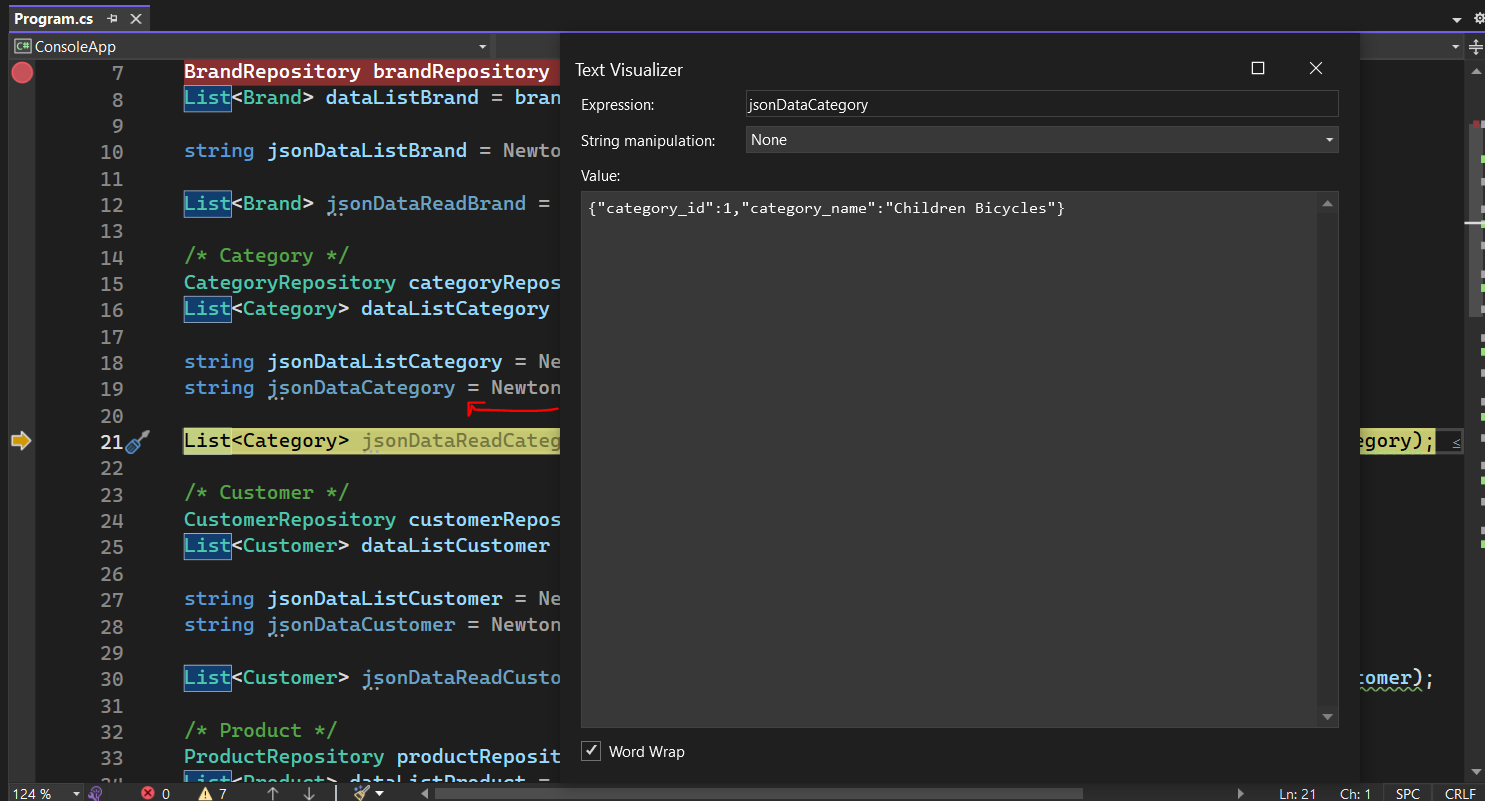 Program.cs
C# ConsoleApp
7 BrandRepository brandRepository
8 List<Brand> dataListBrand = bran
9
10 string jsonDataListBrand = Newto
11
12 List<Brand> jsonDataReadBrand =
13
14 /* Category */
15 CategoryRepository categoryRepos
16 List<Category> dataListCategory
17
18 string jsonDataListCategory = Ne
19 string jsonDataCategory = Newton
20
21 List<Category> jsonDataReadCateg egory); ≤
22
23 /* Customer */
24 CustomerRepository customerRepos
25 List<Customer> dataListCustomer
26
27 string jsonDataListCustomer = Ne
28 string jsonDataCustomer = Newton
29
30 List<Customer> jsonDataReadCusto tomer);
31
32 /* Product */
33 ProductRepository productReposit
34 List<Product> dataListProduct =
Text Visualizer
Expression: jsonDataCategory
String manipulation: None
Value:
{"category_id":1,"category_name":"Children Bicycles"}
Word Wrap
124 % 0 7 Ln: 21 Ch: 1 SPC CRLF